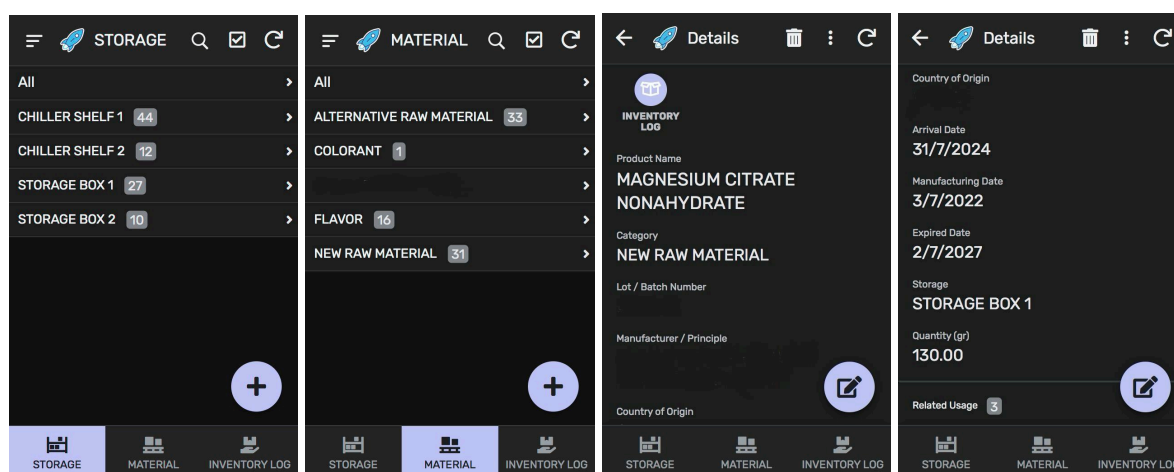 STORAGE
All
CHILLER SHELF 1 44
CHILLER SHELF 2 12
STORAGE BOX 1 27
STORAGE BOX 2 10
STORAGE MATERIAL INVENTORY LOG
MATERIAL
All
ALTERNATIVE RAW MATERIAL 33
COLORANT 1
FLAVOR 16
NEW RAW MATERIAL 31
STORAGE MATERIAL INVENTORY LOG
Details
INVENTORY
LOG
Product Name
MAGNESIUM CITRATE
NONAHYDRATE
Category
NEW RAW MATERIAL
Lot / Batch Number
Manufacturer / Principle
Country of Origin
STORAGE MATERIAL INVENTORY LOG
Details
Country of Origin
Arrival Date
31/7/2024
Manufacturing Date
3/7/2022
Expired Date
2/7/2027
Storage
STORAGE BOX 1
Quantity (gr)
130.00
Related Usage 3
STORAGE MATERIAL INVENTORY LOG